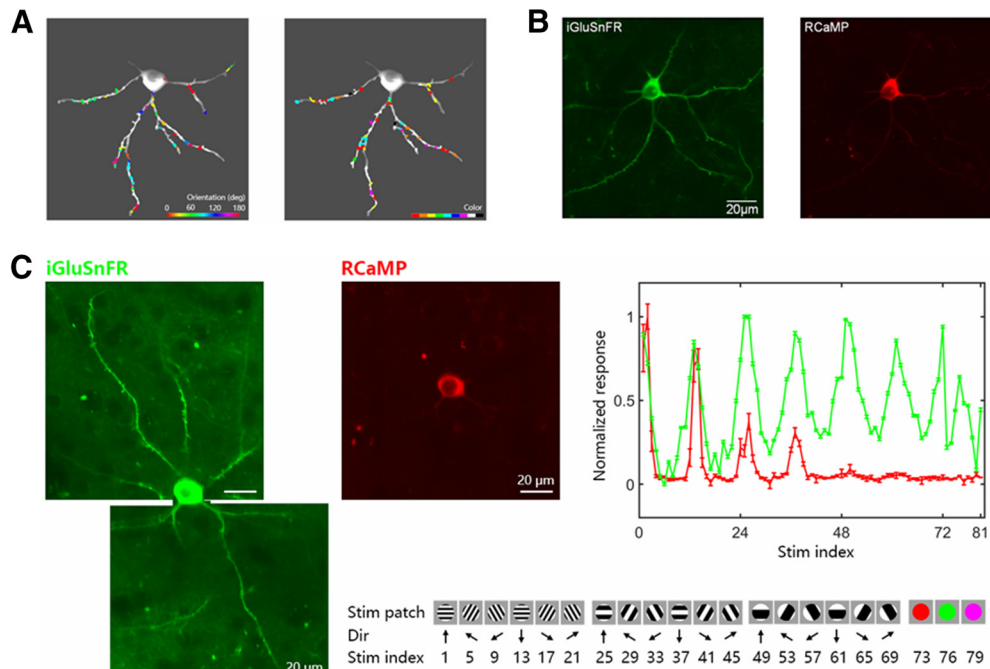 A
Orientation (deg)
0 60 120 180
Color
B
iGluSnFR
20μm
RCaMP
C
iGluSnFR
20 μm
RCaMP
20 μm
Normalized response
1
0.5
0
0 24 48 72 81
Stim index
Stim patch
Dir
Stim index 1 5 9 13 17 21 25 29 33 37 41 45 49 53 57 61 65 69 73 76 79